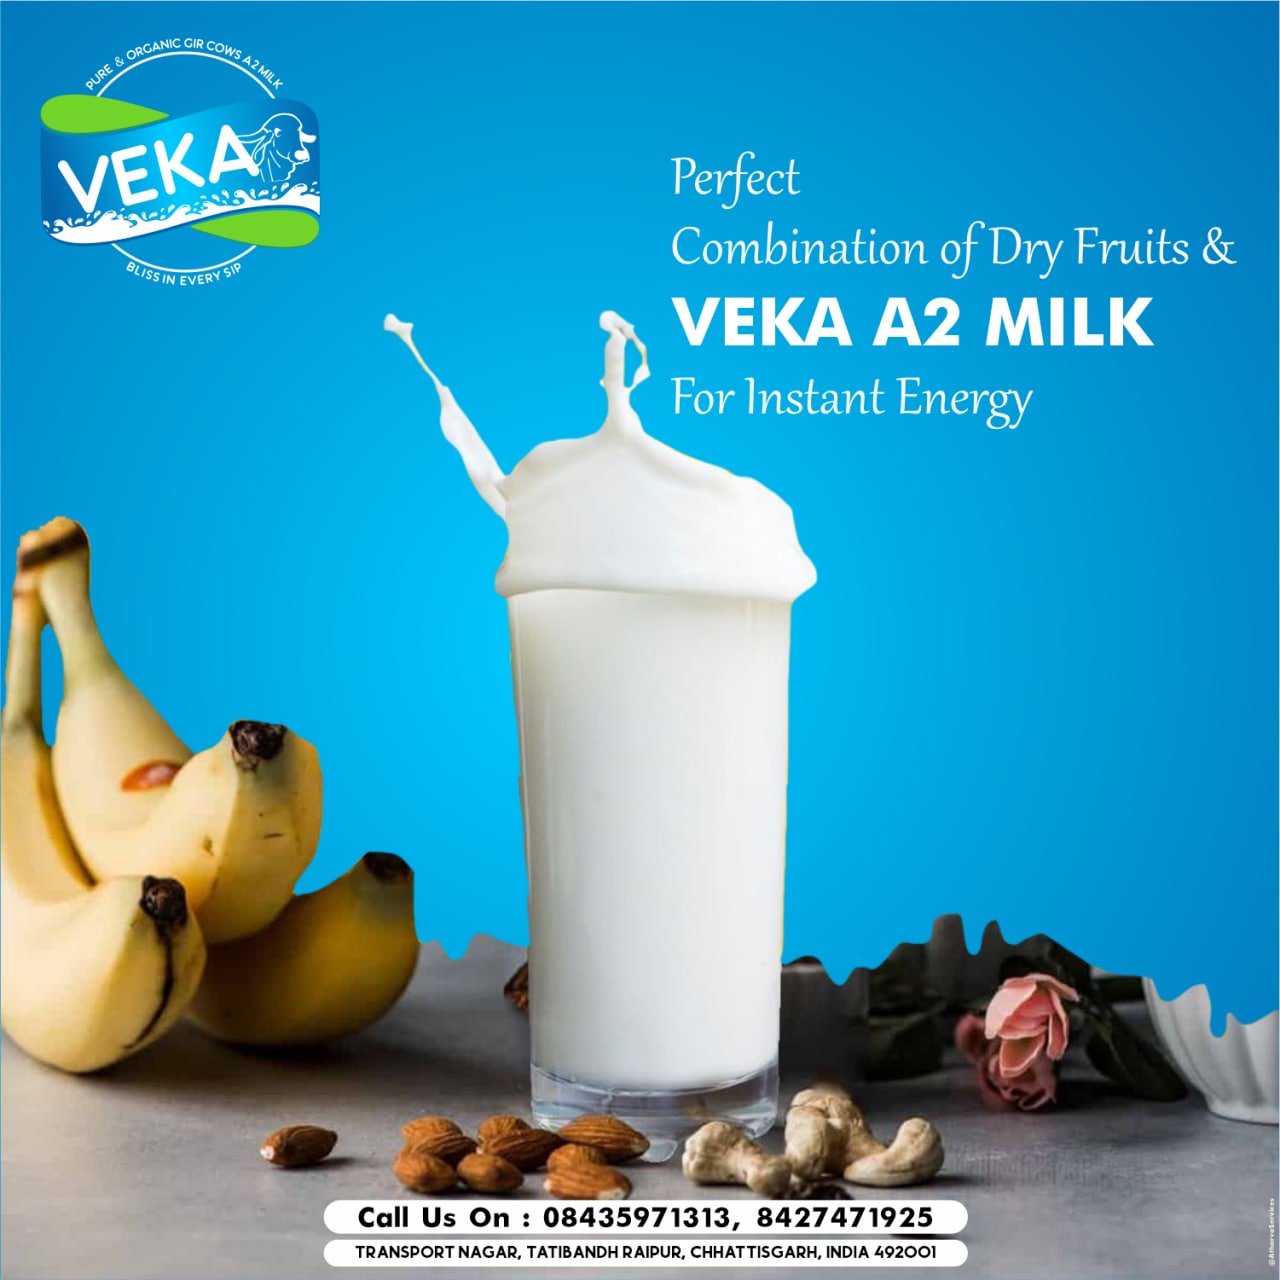 PURE & ORGANIC GIR COWS A2 MILK
VEKA
BLISS IN EVERY SIP
Perfect
Combination of Dry Fruits &
VEKA A2 MILK
For Instant Energy
Call Us On : 08435971313, 8427471925
TRANSPORT NAGAR, TATIBANDH RAIPUR, CHHATTISGARH, INDIA 492001
@AtharvaServices